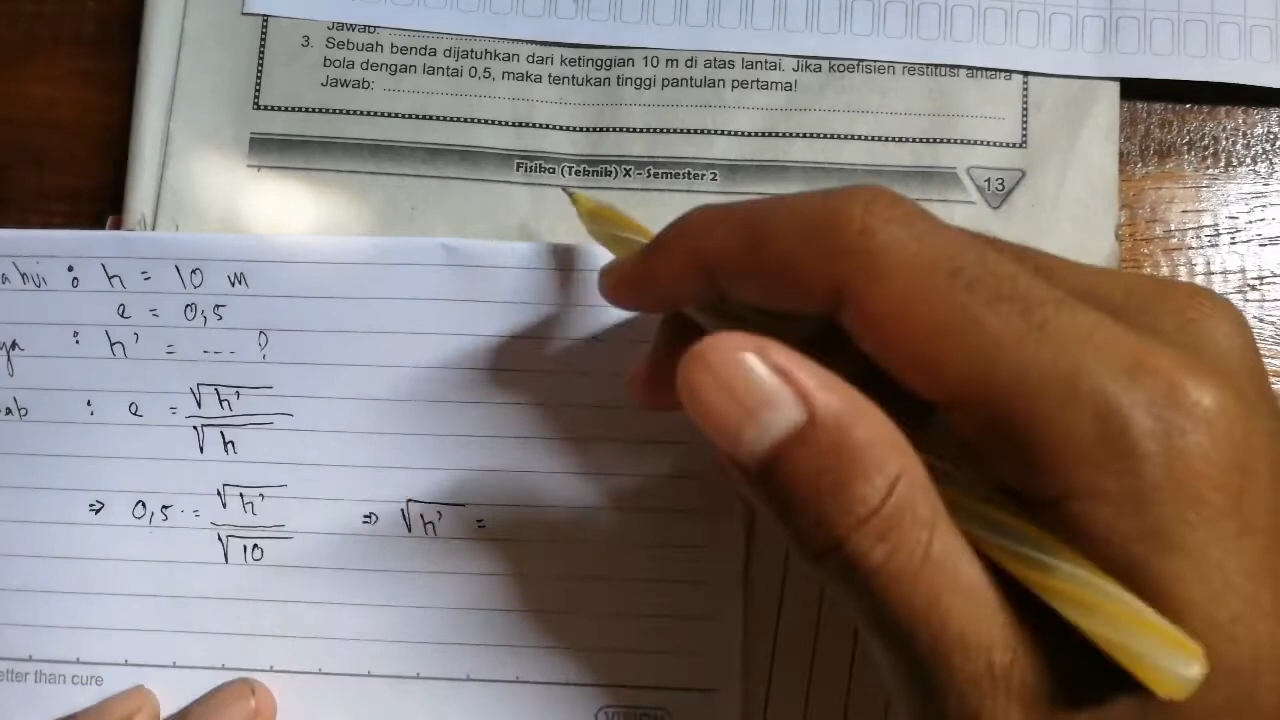 Jawab:
3. Sebuah benda dijatuhkan dari ketinggian 10 m di atas lantai. Jika koefisien restitusi antara
bola dengan lantai 0,5, maka tentukan tinggi pantulan pertama!
Jawab:
Fisika (Teknik) X - Semester 2
13
ahui : h = 10 m
e = 0,5
ya : h' = .... ?
ab : e = √h' / √h
⇒ 0,5 = √h' / √10 ⇒ √h' =
etter than cure
VISION